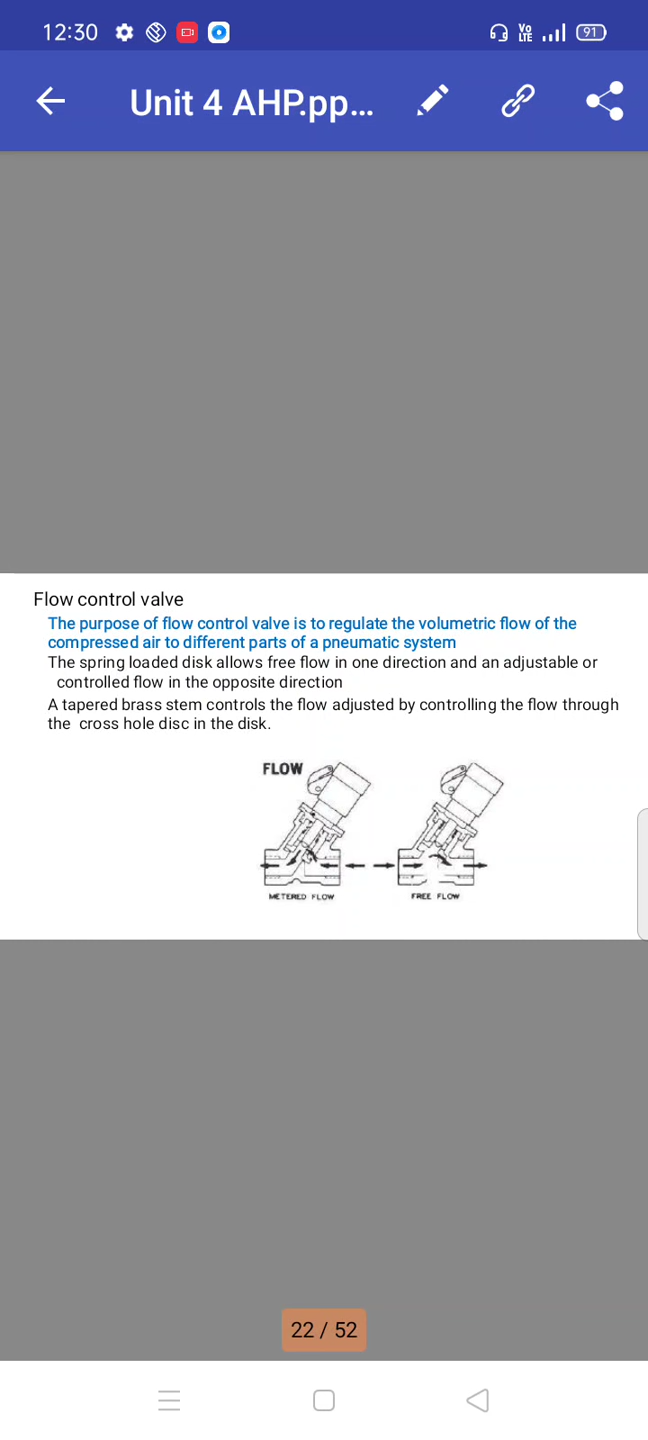 12:30
Vo
LTE
91
Unit 4 AHP.pp...
Flow control valve
The purpose of flow control valve is to regulate the volumetric flow of the
compressed air to different parts of a pneumatic system
The spring loaded disk allows free flow in one direction and an adjustable or
controlled flow in the opposite direction
A tapered brass stem controls the flow adjusted by controlling the flow through
the cross hole disc in the disk.
FLOW
METERED FLOW
FREE FLOW
22 / 52